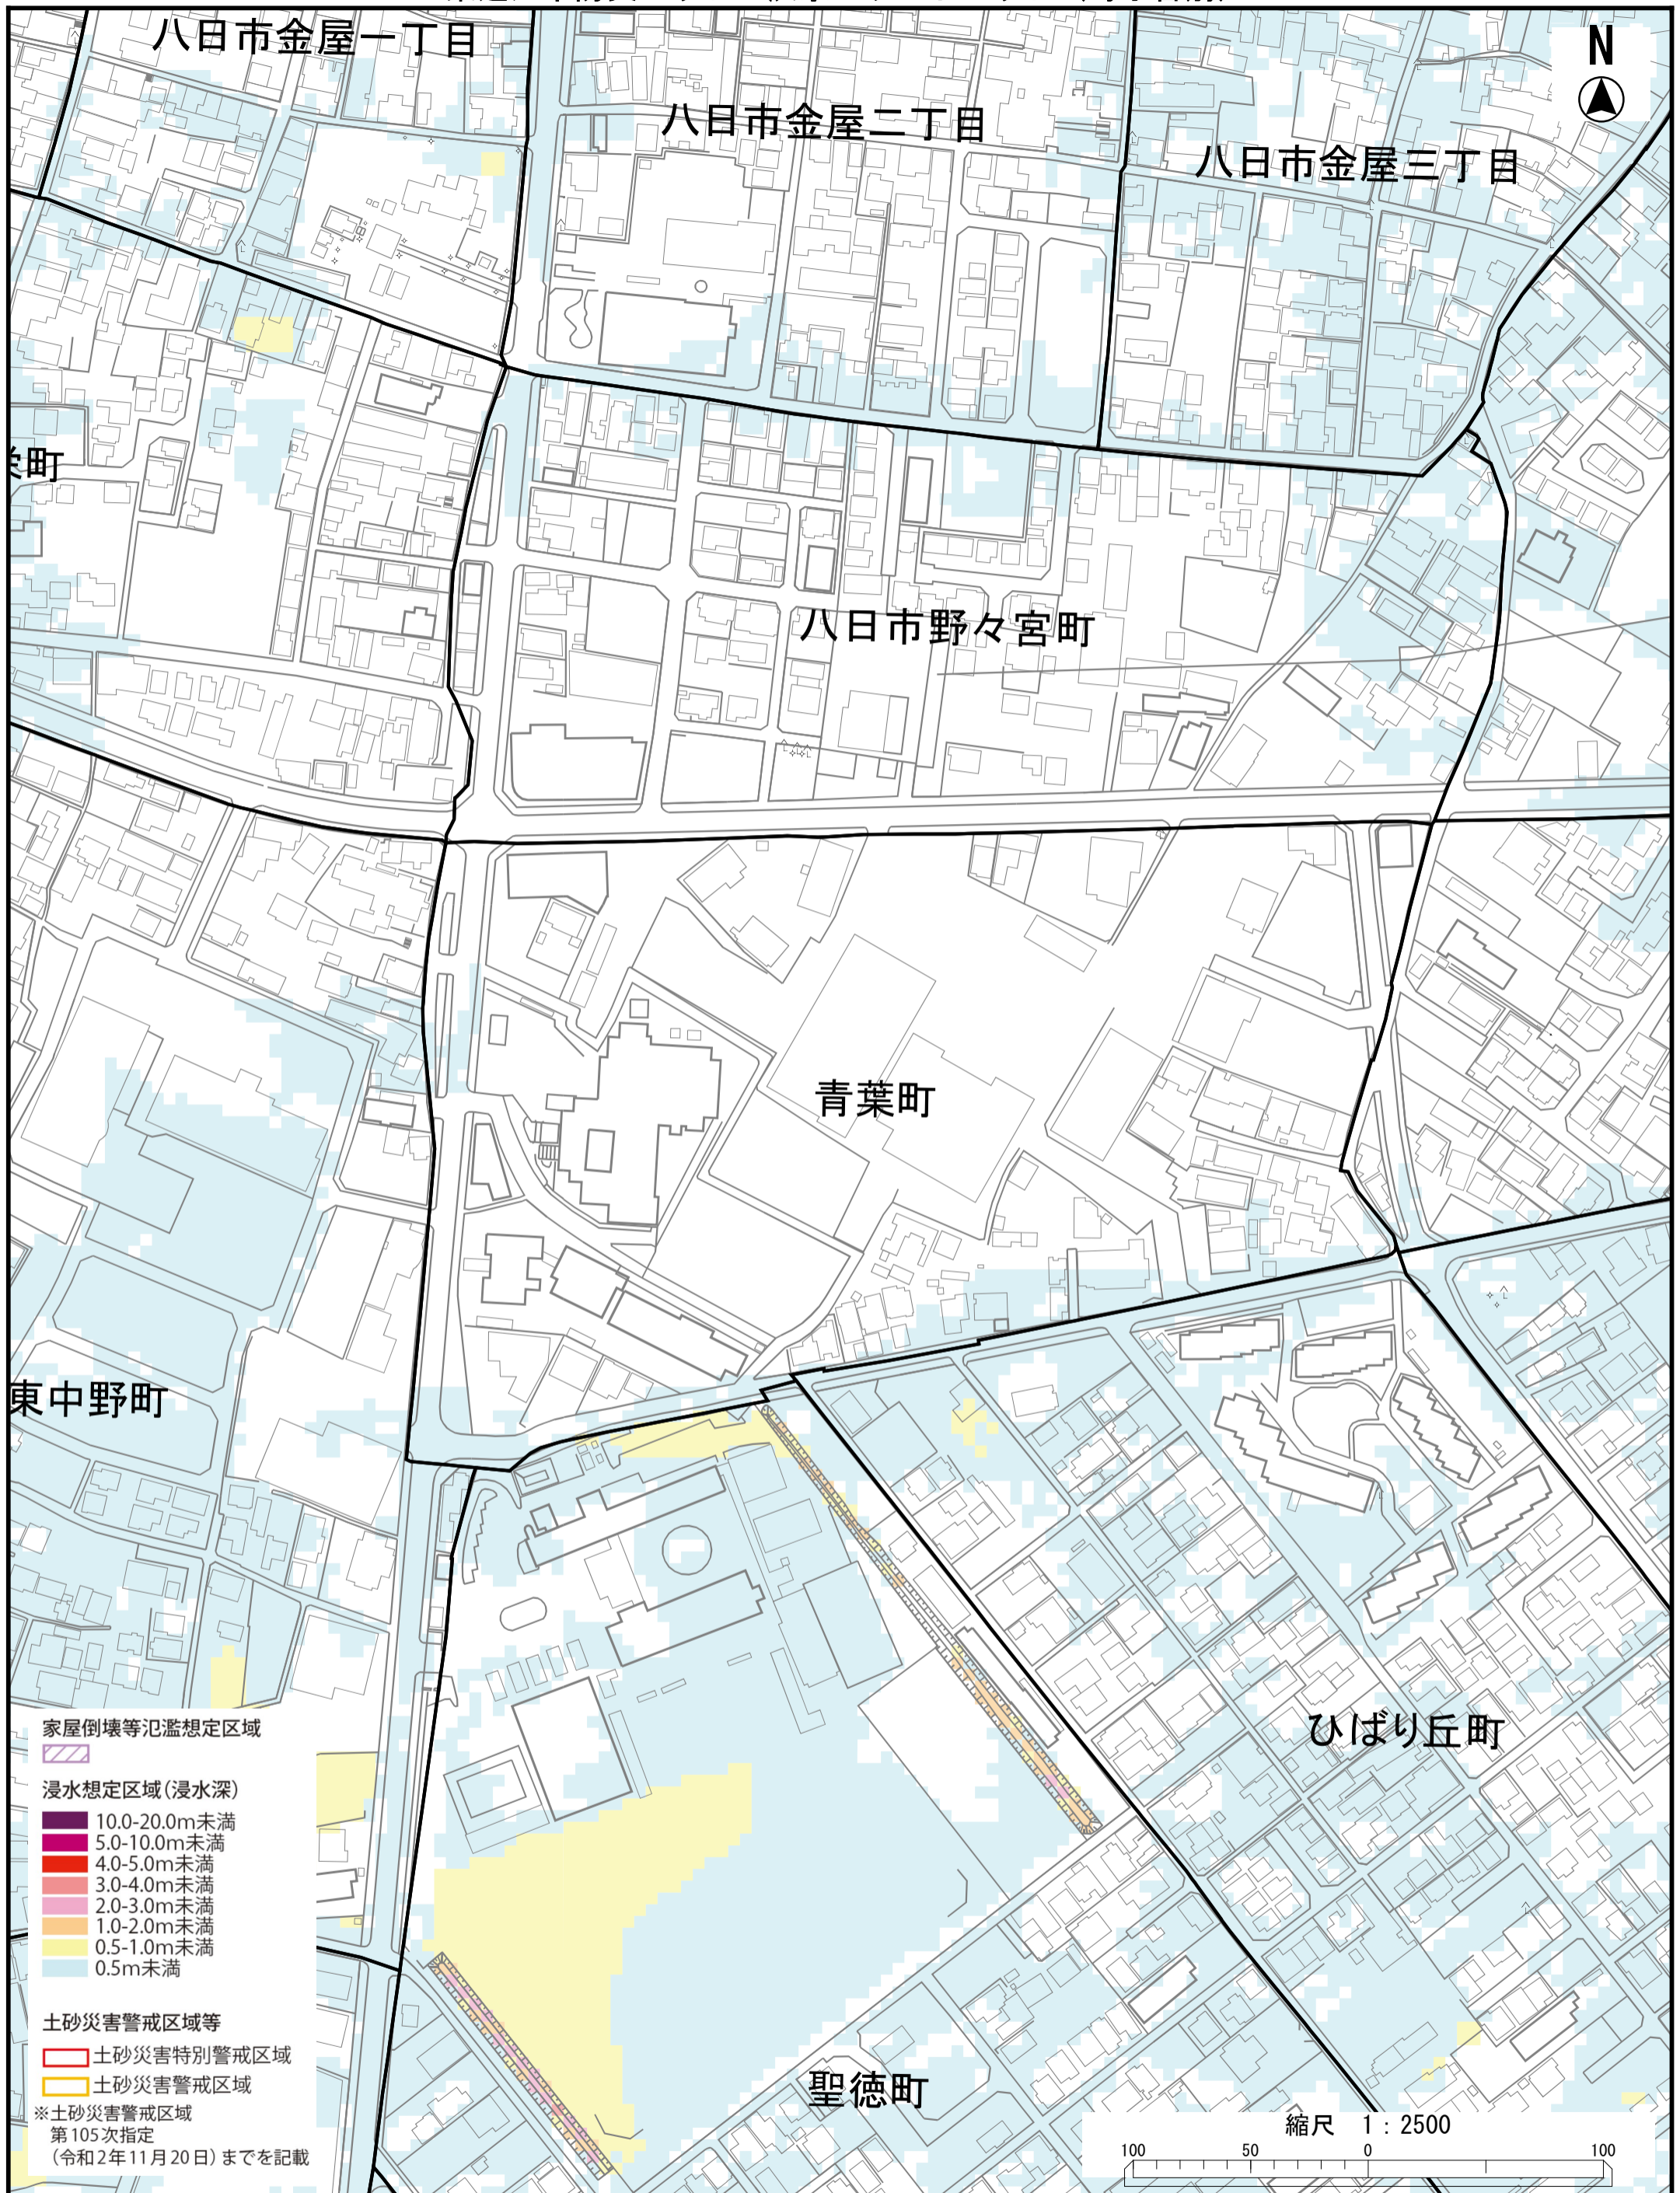 八日市金屋一丁目
N
八日市金屋二丁目
八日市金屋三丁目
町
八日市野々宮町
青葉町
東中野町
ひばり丘町
聖徳町
家屋倒壊等氾濫想定区域
浸水想定区域(浸水深)
10.0-20.0m未満
5.0-10.0m未満
4.0-5.0m未満
3.0-4.0m未満
2.0-3.0m未満
1.0-2.0m未満
0.5-1.0m未満
0.5m未満
土砂災害警戒区域等
土砂災害特別警戒区域
土砂災害警戒区域
※土砂災害警戒区域
第105次指定
(令和2年11月20日)までを記載
縮尺 1:2500
100 50 0 100